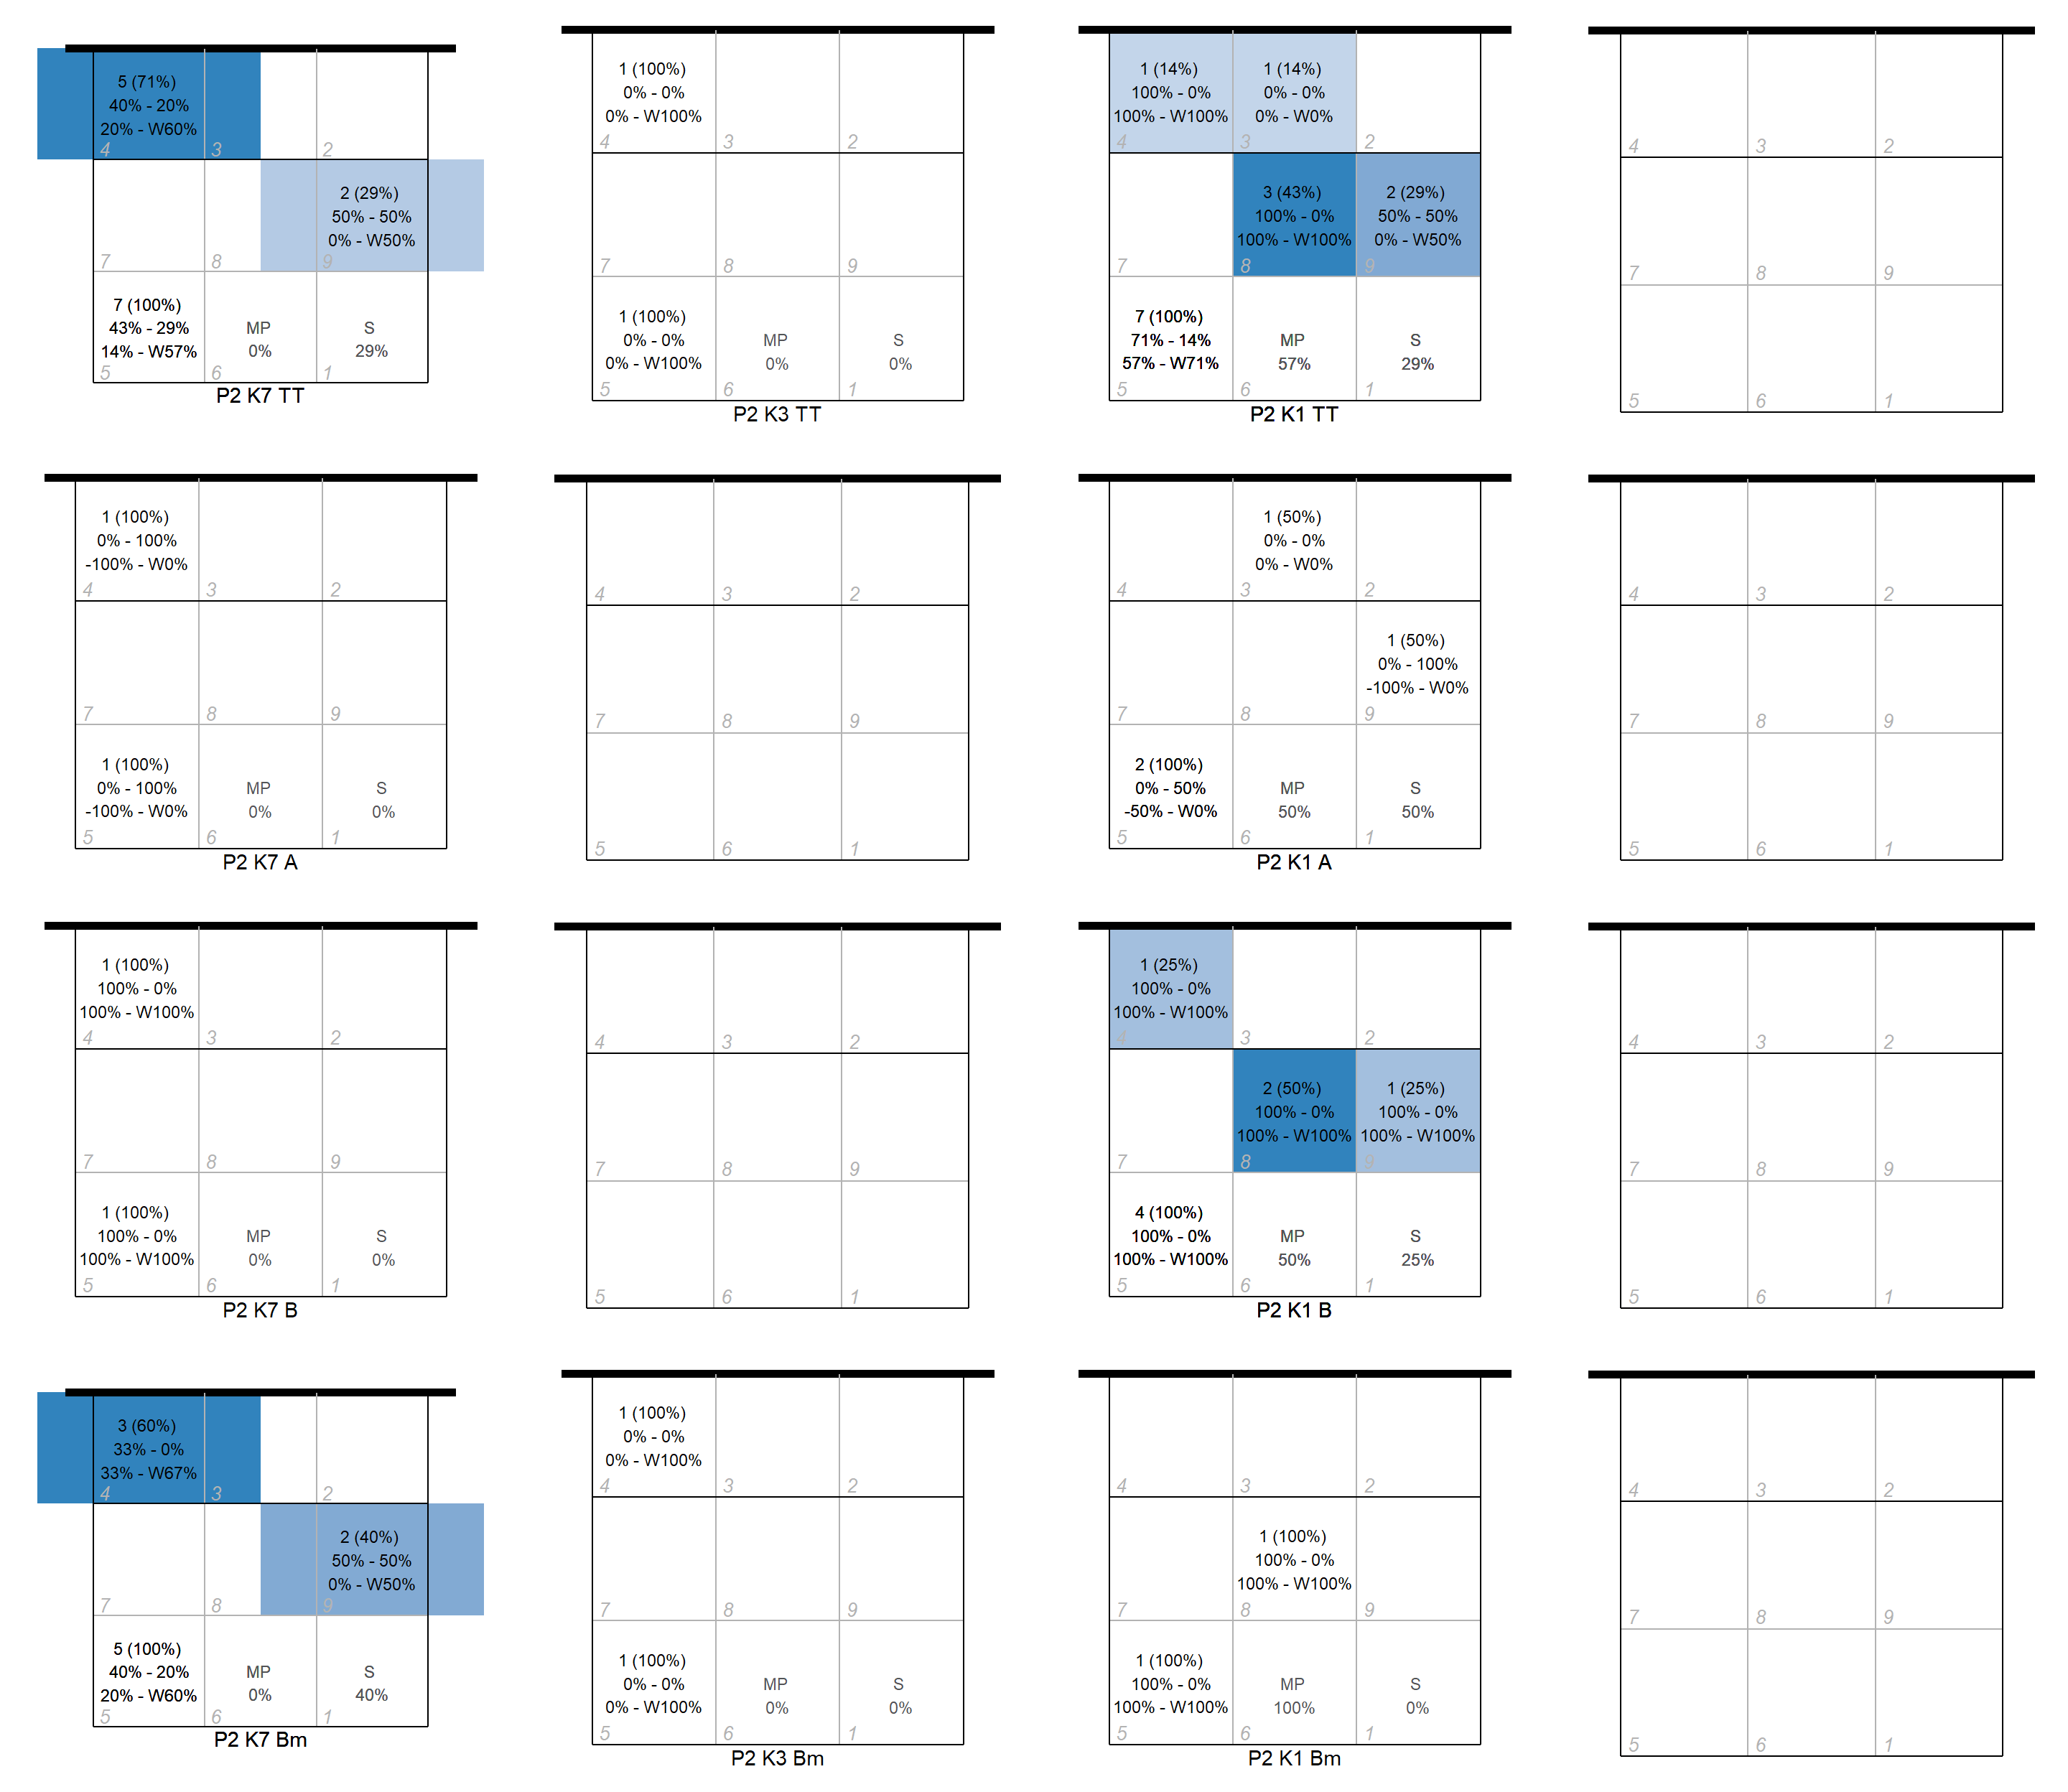 5 (71%)
40% - 20%
20% - W60%
4 3 2
2 (29%)
50% - 50%
0% - W50%
7 8 9
7 (100%)
43% - 29%
14% - W57%
MP
0%
S
29%
5 6 1
P2 K7 TT
1 (100%)
0% - 0%
0% - W100%
4 3 2
7 8 9
1 (100%)
0% - 0%
0% - W100%
MP
0%
S
0%
5 6 1
P2 K3 TT
1 (14%)
100% - 0%
100% - W100%
1 (14%)
0% - 0%
0% - W0%
4 3 2
3 (43%)
100% - 0%
100% - W100%
2 (29%)
50% - 50%
0% - W50%
7 8 9
7 (100%)
71% - 14%
57% - W71%
MP
57%
S
29%
5 6 1
P2 K1 TT
4 3 2
7 8 9
5 6 1
1 (100%)
0% - 100%
-100% - W0%
4 3 2
7 8 9
1 (100%)
0% - 100%
-100% - W0%
MP
0%
S
0%
5 6 1
P2 K7 A
4 3 2
7 8 9
5 6 1
1 (50%)
0% - 0%
0% - W0%
4 3 2
1 (50%)
0% - 100%
-100% - W0%
7 8 9
2 (100%)
0% - 50%
-50% - W0%
MP
50%
S
50%
5 6 1
P2 K1 A
4 3 2
7 8 9
5 6 1
1 (100%)
100% - 0%
100% - W100%
4 3 2
7 8 9
1 (100%)
100% - 0%
100% - W100%
MP
0%
S
0%
5 6 1
P2 K7 B
4 3 2
7 8 9
5 6 1
1 (25%)
100% - 0%
100% - W100%
4 3 2
2 (50%)
100% - 0%
100% - W100%
1 (25%)
100% - 0%
100% - W100%
7 8 9
4 (100%)
100% - 0%
100% - W100%
MP
50%
S
25%
5 6 1
P2 K1 B
4 3 2
7 8 9
5 6 1
3 (60%)
33% - 0%
33% - W67%
4 3 2
2 (40%)
50% - 50%
0% - W50%
7 8 9
5 (100%)
40% - 20%
20% - W60%
MP
0%
S
40%
5 6 1
P2 K7 Bm
1 (100%)
0% - 0%
0% - W100%
4 3 2
7 8 9
1 (100%)
0% - 0%
0% - W100%
MP
0%
S
0%
5 6 1
P2 K3 Bm
4 3 2
1 (100%)
100% - 0%
100% - W100%
7 8 9
1 (100%)
100% - 0%
100% - W100%
MP
100%
S
0%
5 6 1
P2 K1 Bm
4 3 2
7 8 9
5 6 1